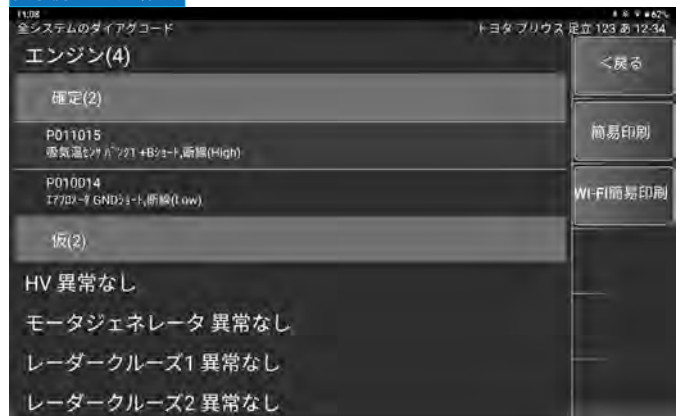 11:08
62%
全システムのダイアグコード
トヨタ プリウス 足立 123 あ 12-34
エンジン(4)
<戻る
確定(2)
P011015
吸気温センサ バンク1 +Bショート,断線(High)
簡易印刷
P010014
エアフロメータ GNDショート,断線(Low)
WI-FI簡易印刷
仮(2)
HV 異常なし
モータジェネレータ 異常なし
レーダークルーズ1 異常なし
レーダークルーズ2 異常なし